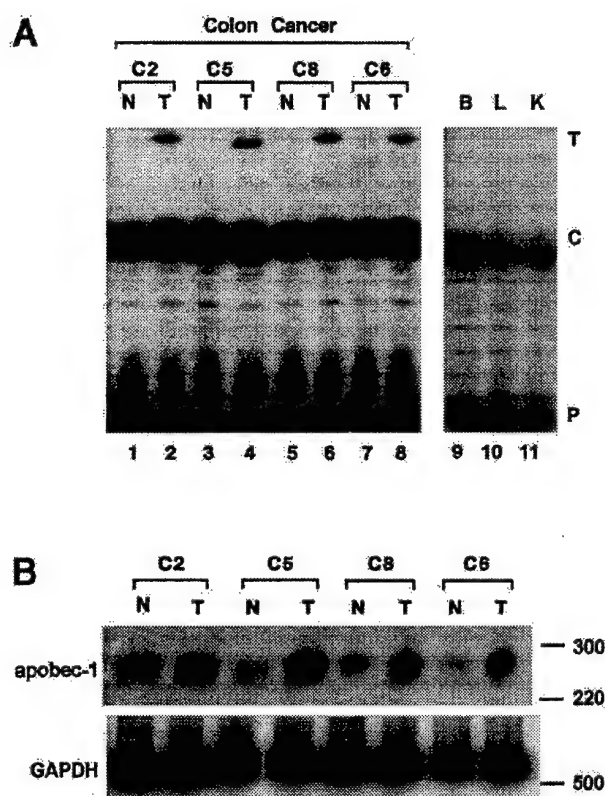 A
Colon Cancer
C2 C5 C8 C6
N T N T N T N T B L K
T
C
P
1 2 3 4 5 6 7 8 9 10 11
B
C2 C5 C8 C6
N T N T N T N T
apobec-1
300
220
GAPDH
500